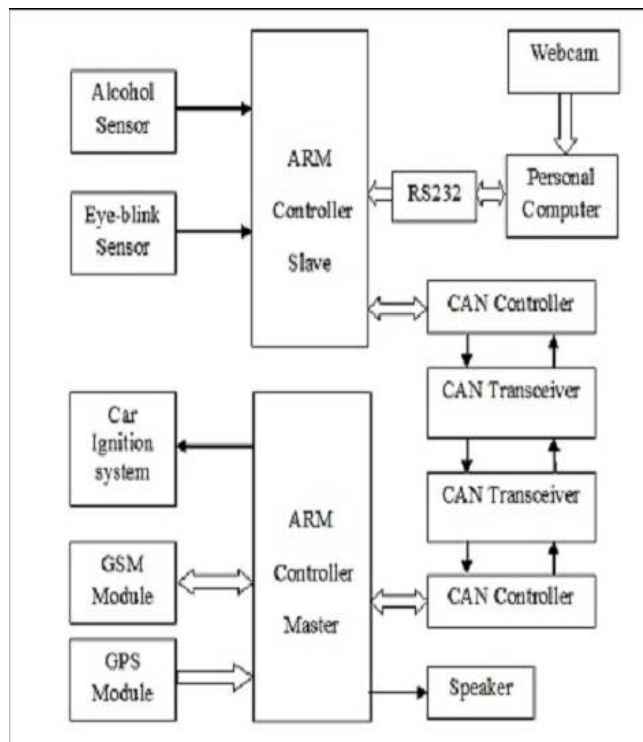 Webcam
Alcohol
Sensor
ARM
Controller
Slave
RS232
Personal
Computer
Eye-blink
Sensor
CAN Controller
CAN Transceiver
Car
Ignition
system
CAN Transceiver
ARM
Controller
Master
GSM
Module
CAN Controller
GPS
Module
Speaker